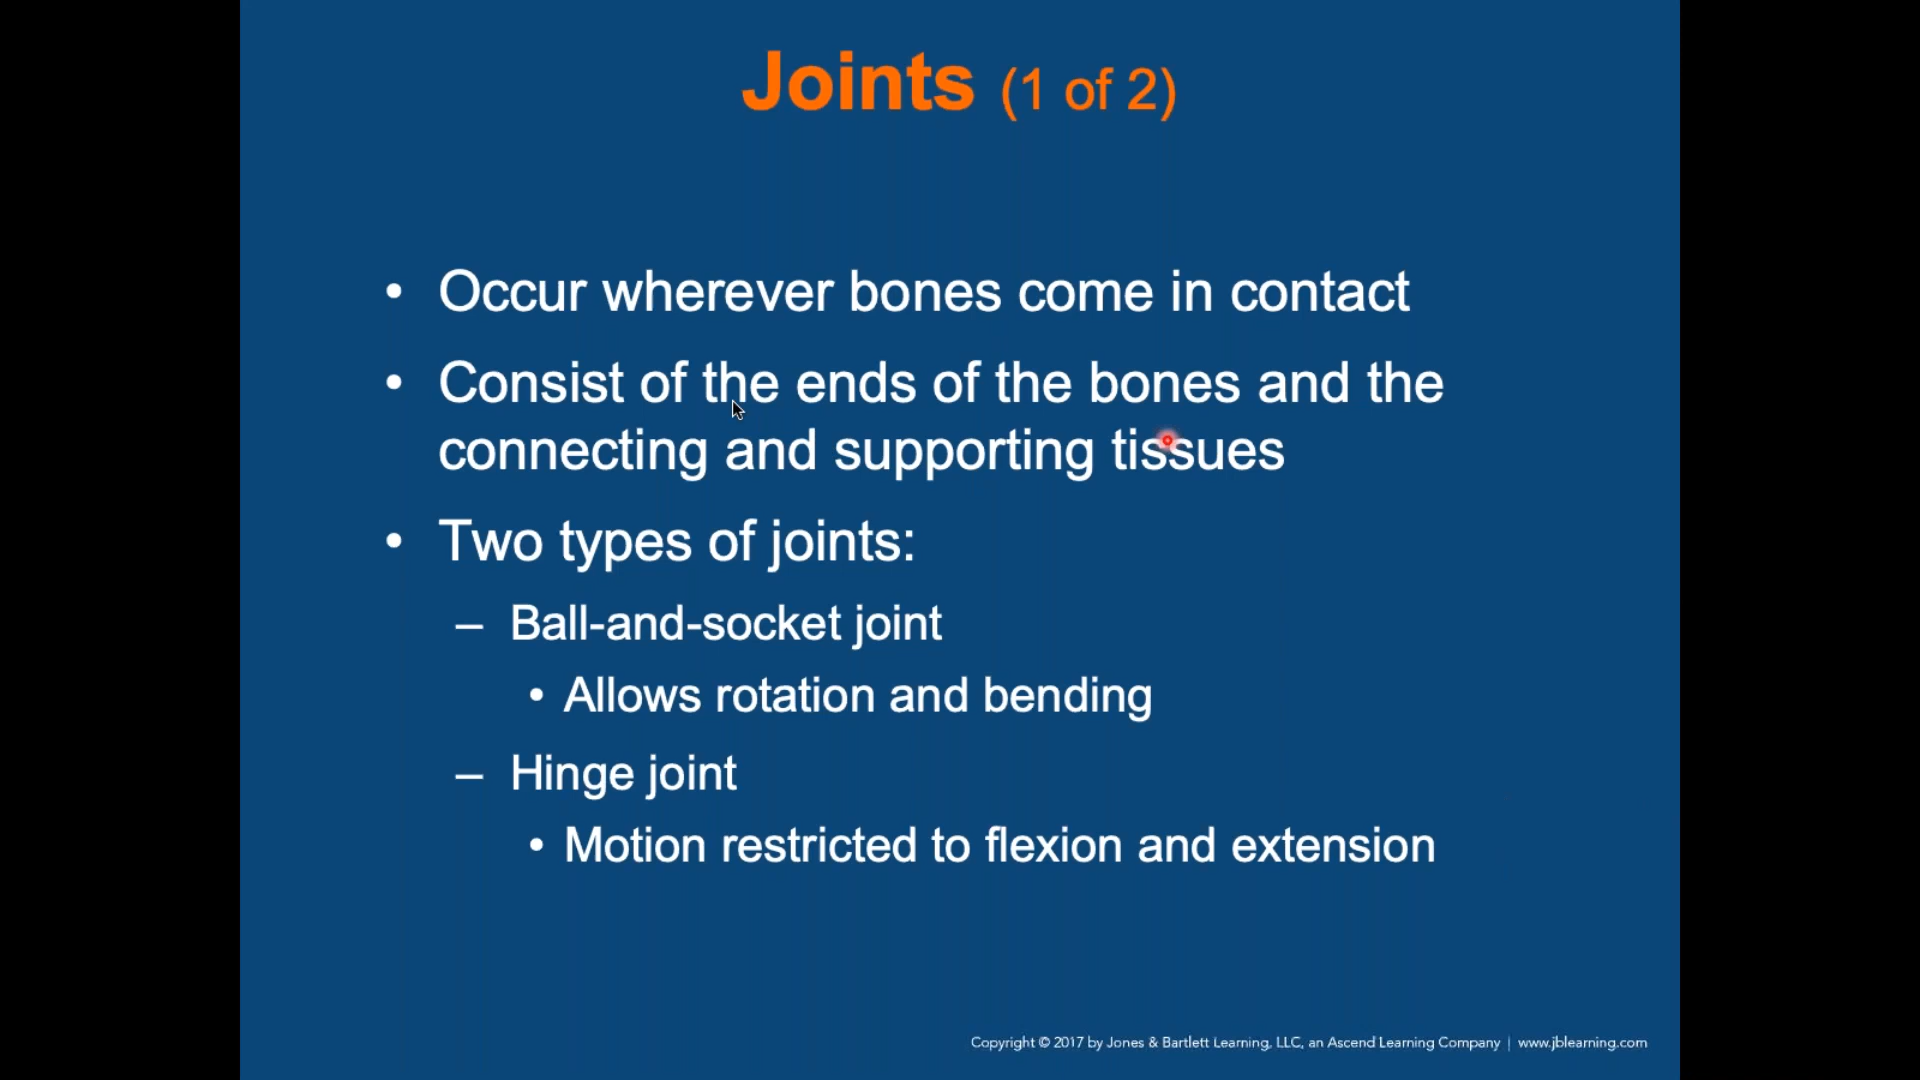 Joints (1 of 2)
• Occur wherever bones come in contact
• Consist of the ends of the bones and the
connecting and supporting tissues
• Two types of joints:
– Ball-and-socket joint
• Allows rotation and bending
– Hinge joint
• Motion restricted to flexion and extension
Copyright © 2017 by Jones & Bartlett Learning, LLC, an Ascend Learning Company | www.jblearning.com